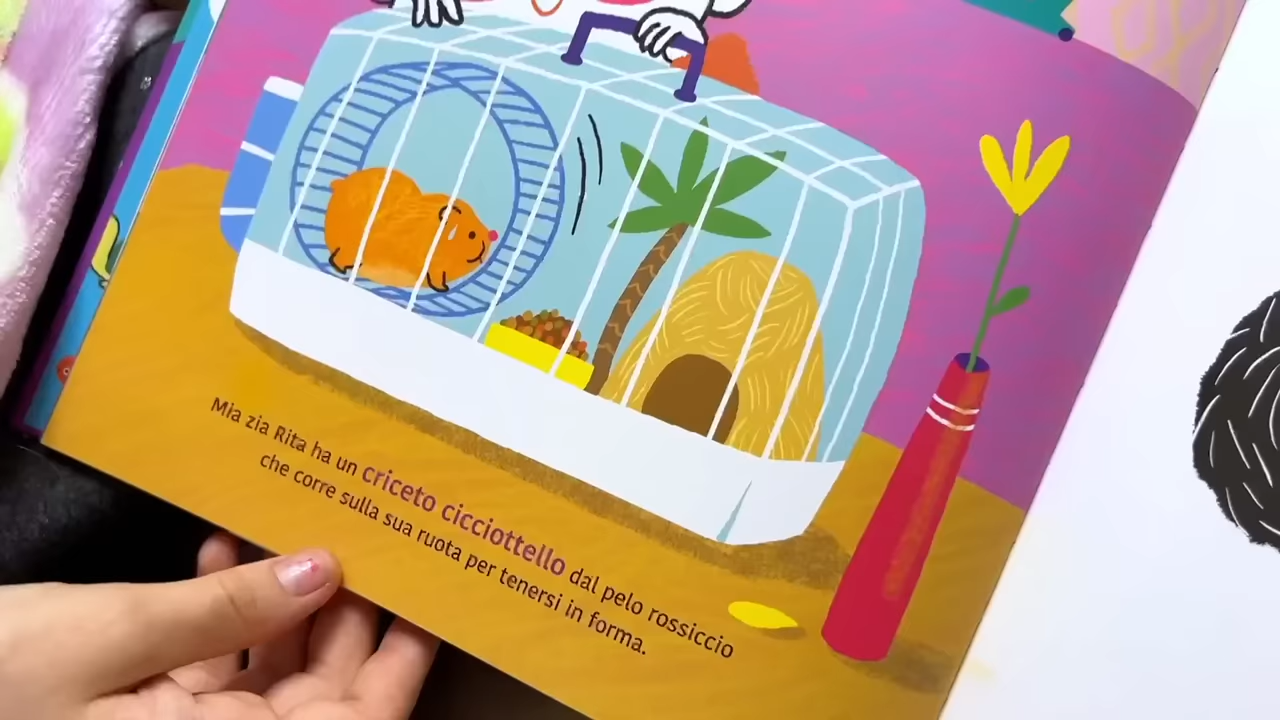 Mia zia Rita ha un criceto cicciottello dal pelo rossiccio
che corre sulla sua ruota per tenersi in forma.